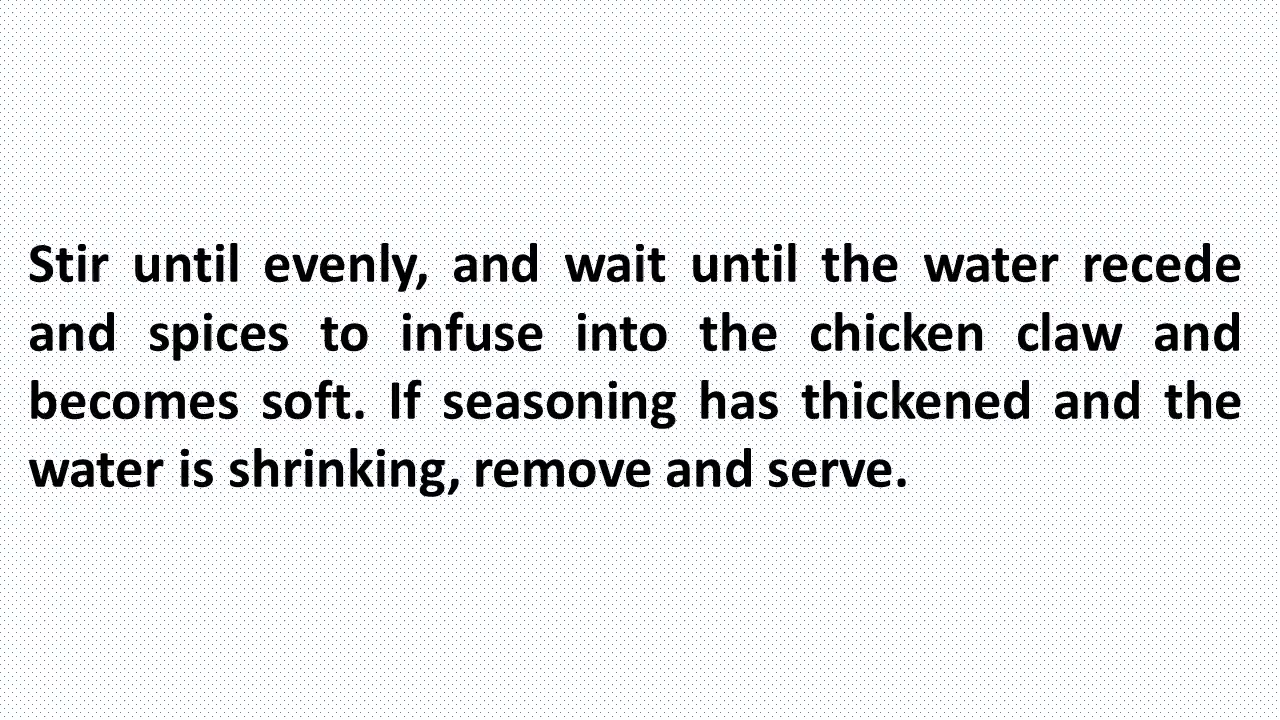 Stir until evenly, and wait until the water recede
and spices to infuse into the chicken claw and
becomes soft. If seasoning has thickened and the
water is shrinking, remove and serve.